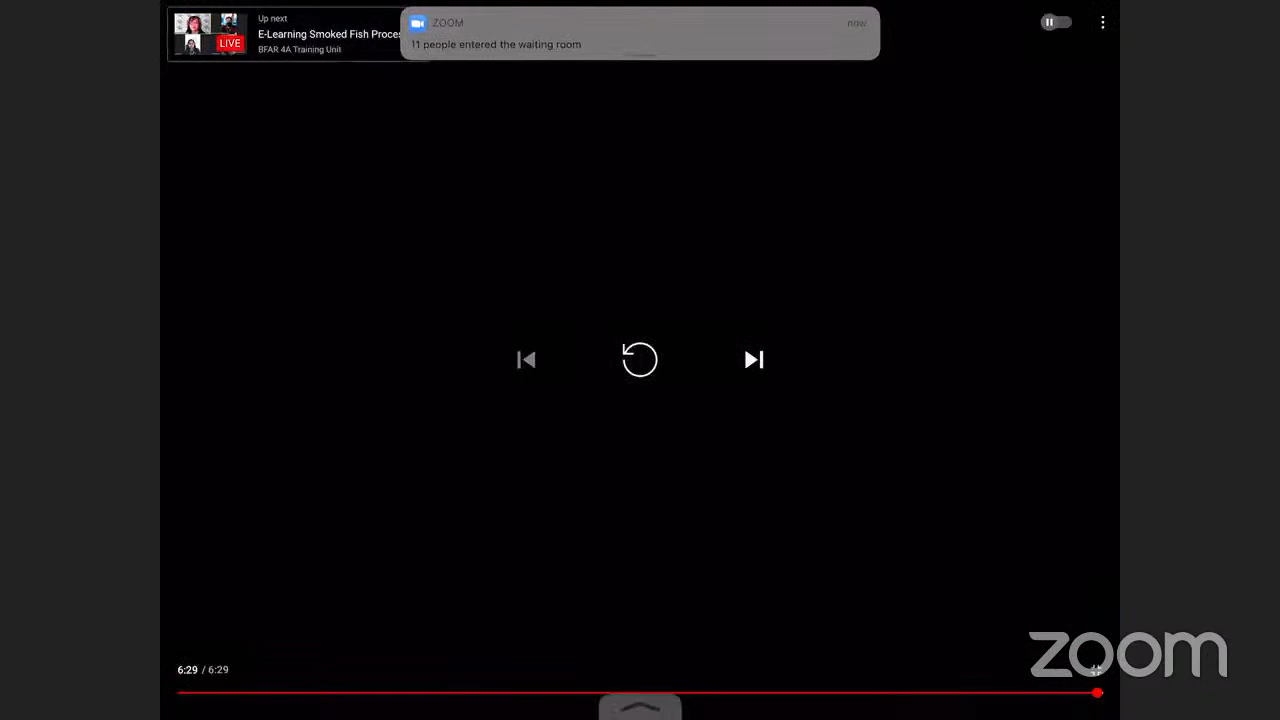 Up next
E-Learning Smoked Fish Proces
BFAR 4A Training Unit
LIVE
ZOOM
now
11 people entered the waiting room
6:29 / 6:29
zoom